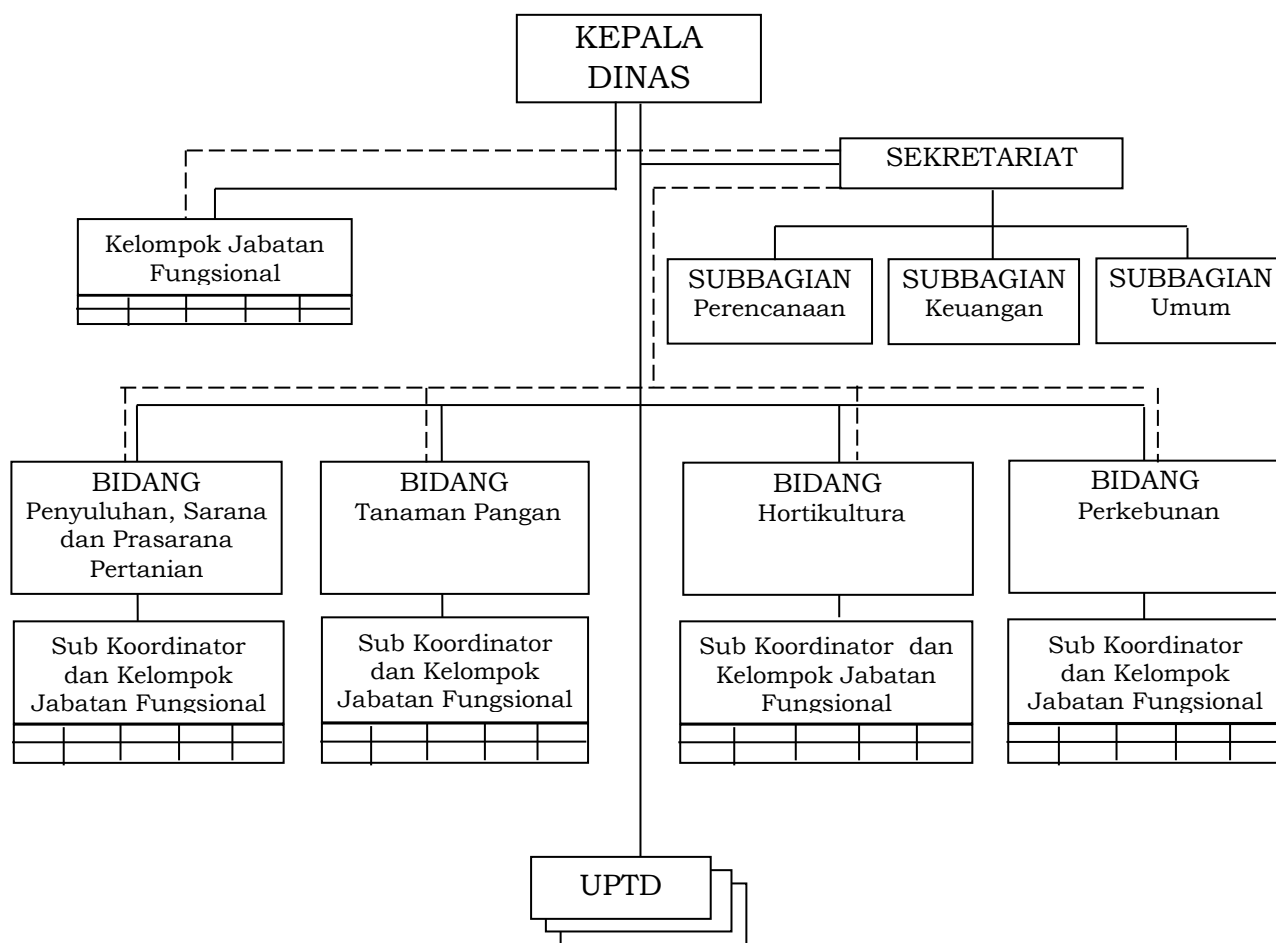 KEPALA
DINAS
SEKRETARIAT
Kelompok Jabatan
Fungsional
SUBBAGIAN
Perencanaan
SUBBAGIAN
Keuangan
SUBBAGIAN
Umum
BIDANG
Penyuluhan, Sarana
dan Prasarana
Pertanian
BIDANG
Tanaman Pangan
BIDANG
Hortikultura
BIDANG
Perkebunan
Sub Koordinator
dan Kelompok
Jabatan Fungsional
Sub Koordinator
dan Kelompok
Jabatan Fungsional
Sub Koordinator dan
Kelompok Jabatan
Fungsional
Sub Koordinator
dan Kelompok
Jabatan Fungsional
UPTD